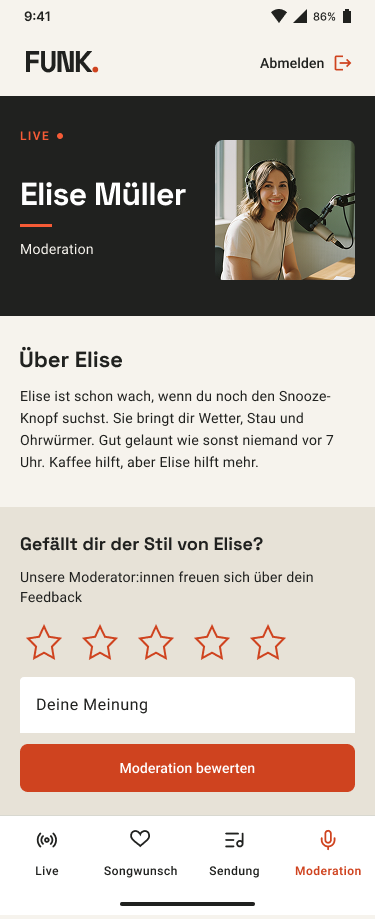 9:41
86%
FUNK.
Abmelden
LIVE
Elise Müller
Moderation
Über Elise
Elise ist schon wach, wenn du noch den Snooze-
Knopf suchst. Sie bringt dir Wetter, Stau und
Ohrwürmer. Gut gelaunt wie sonst niemand vor 7
Uhr. Kaffee hilft, aber Elise hilft mehr.
Gefällt dir der Stil von Elise?
Unsere Moderator:innen freuen sich über dein
Feedback
Deine Meinung
Moderation bewerten
Live
Songwunsch
Sendung
Moderation